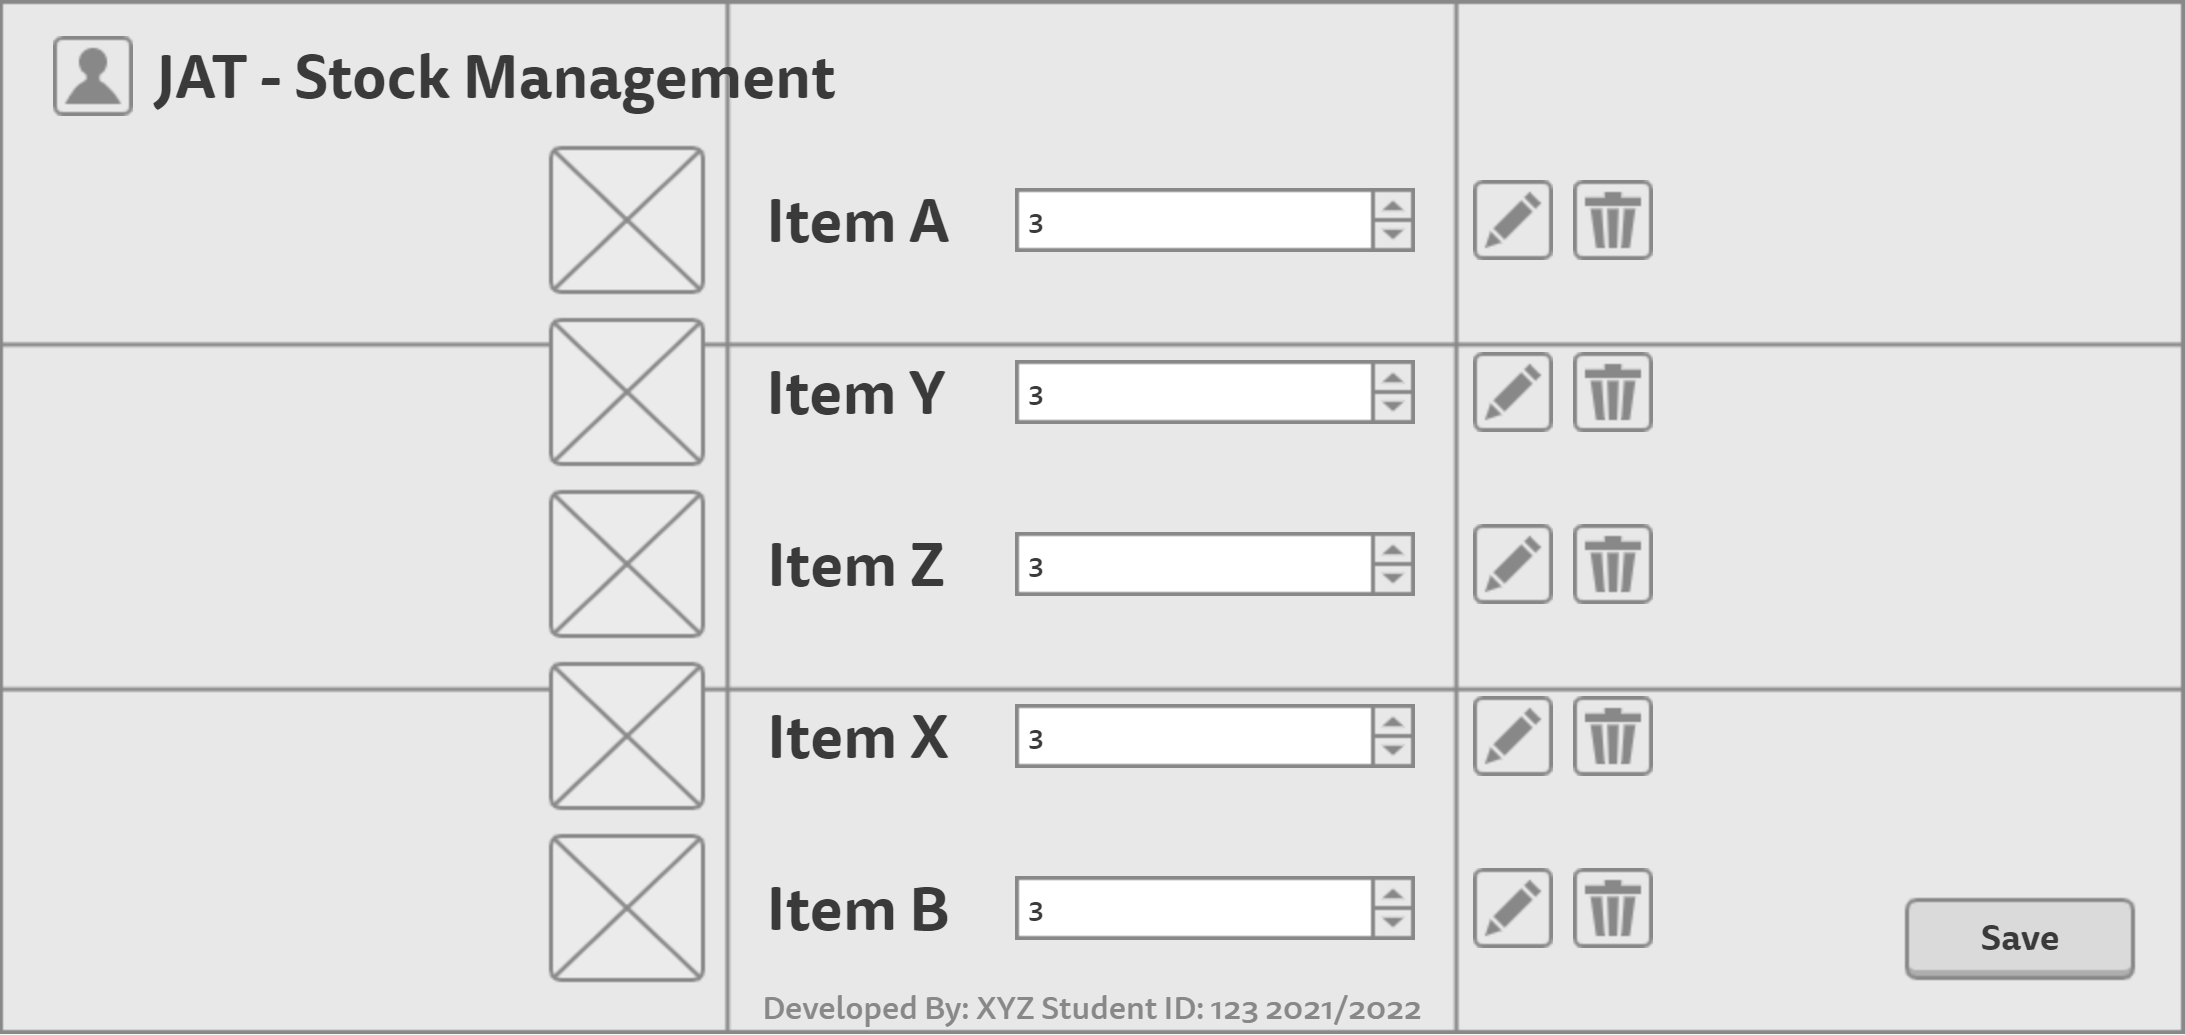 JAT - Stock Management
Item A
3
Item Y
3
Item Z
3
Item X
3
Item B
3
Save
Developed By: XYZ Student ID: 123 2021/2022